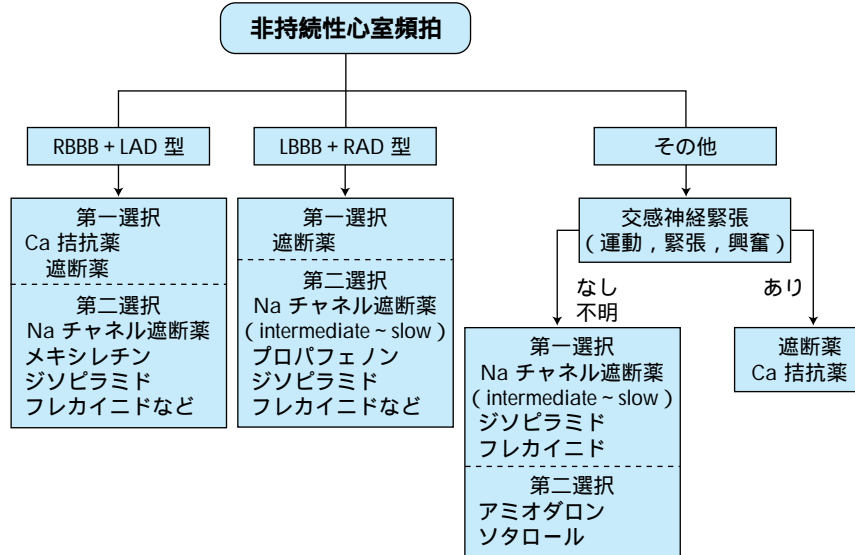 非持続性心室頻拍
RBBB + LAD 型
LBBB + RAD 型
その他
第一選択
Ca 拮抗薬
遮断薬
第二選択
Na チャネル遮断薬
メキシレチン
ジソピラミド
フレカイニドなど
第一選択
遮断薬
第二選択
Na チャネル遮断薬
（intermediate ~ slow）
プロパフェノン
ジソピラミド
フレカイニドなど
交感神経緊張
（運動，緊張，興奮）
なし
不明
あり
第一選択
Na チャネル遮断薬
（intermediate ~ slow）
ジソピラミド
フレカイニド
第二選択
アミオダロン
ソタロール
遮断薬
Ca 拮抗薬